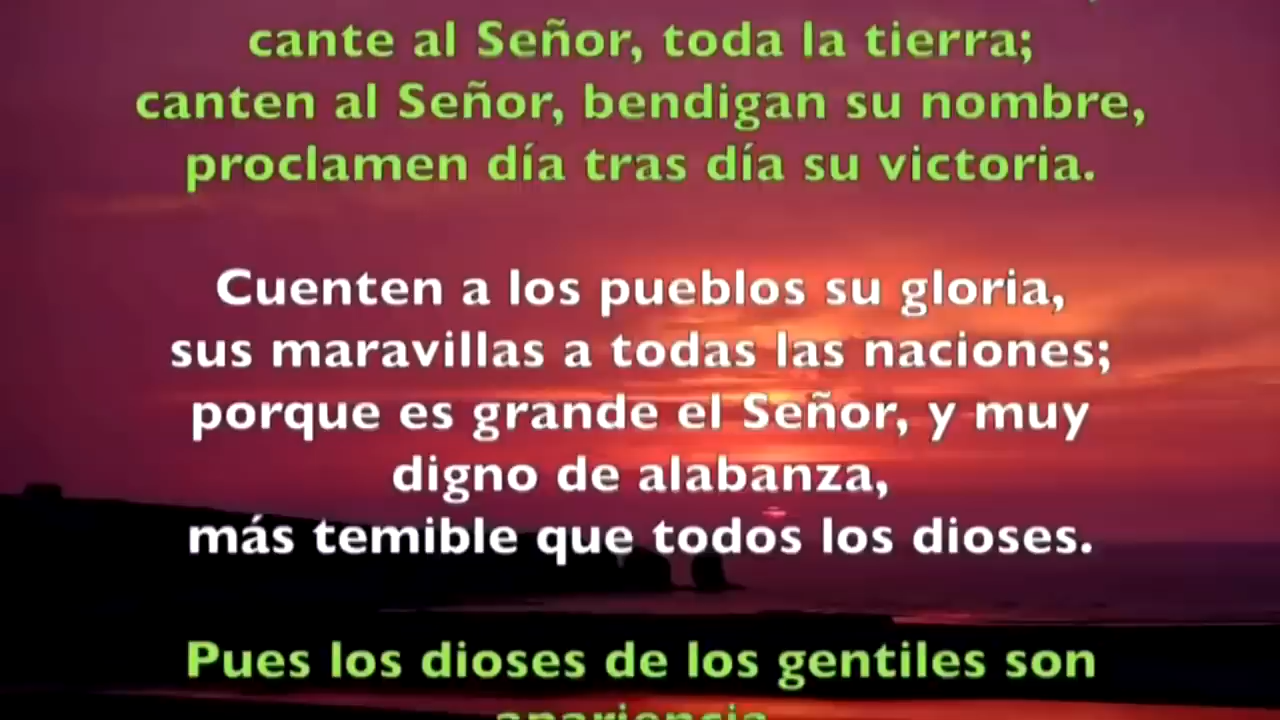 cante al Señor, toda la tierra;
canten al Señor, bendigan su nombre,
proclamen día tras día su victoria.
Cuenten a los pueblos su gloria,
sus maravillas a todas las naciones;
porque es grande el Señor, y muy
digno de alabanza,
más temible que todos los dioses.
Pues los dioses de los gentiles son
apariencia